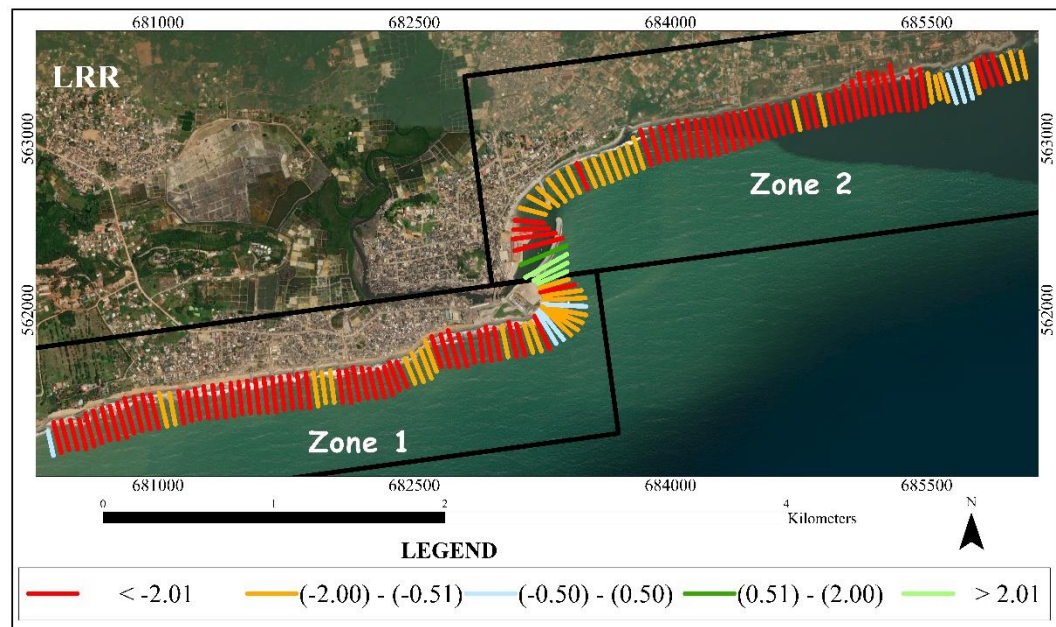 681000 682500 684000 685500
LRR
563000 563000
Zone 2
562000 562000
Zone 1
681000 682500 684000 685500
0 1 2 4
Kilometers
N
LEGEND
< -2.01 (-2.00) - (-0.51) (-0.50) - (0.50) (0.51) - (2.00) > 2.01